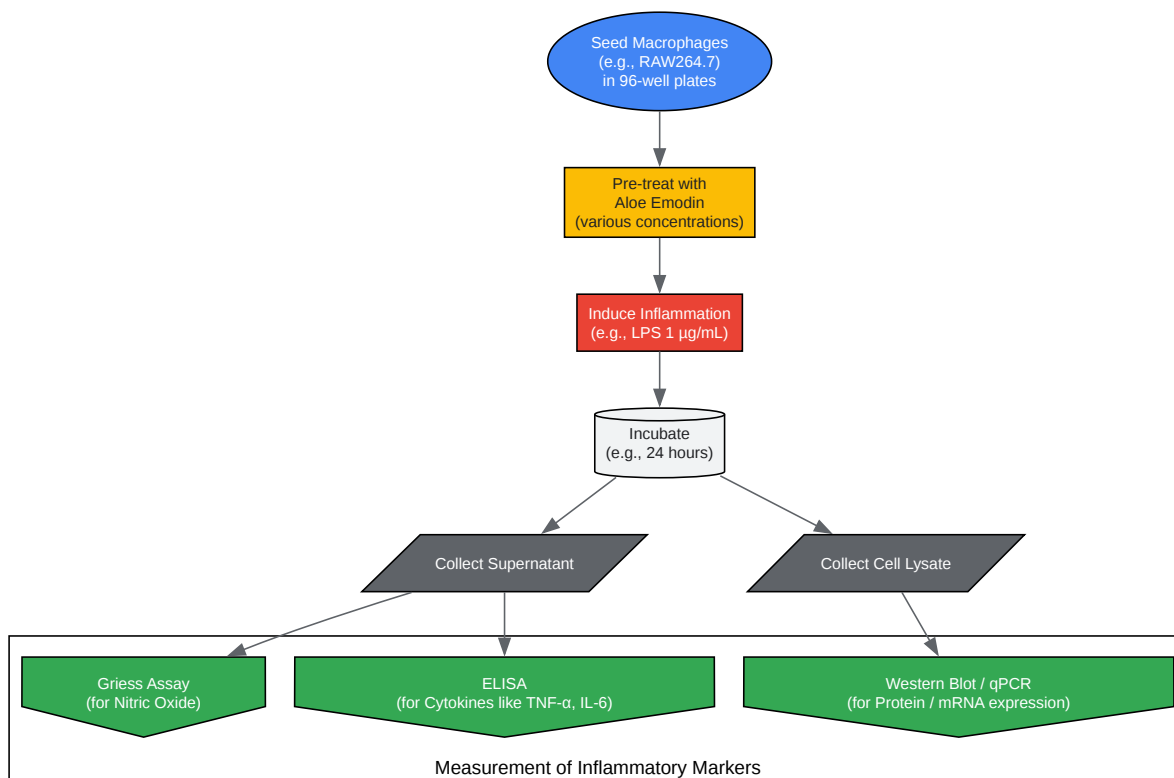 Seed Macrophages
(e.g., RAW264.7)
in 96-well plates
Pre-treat with
Aloe Emodin
(various concentrations)
Induce Inflammation
(e.g., LPS 1 µg/mL)
Incubate
(e.g., 24 hours)
Collect Supernatant
Collect Cell Lysate
Griess Assay
(for Nitric Oxide)
ELISA
(for Cytokines like TNF-α, IL-6)
Western Blot / qPCR
(for Protein / mRNA expression)
Measurement of Inflammatory Markers